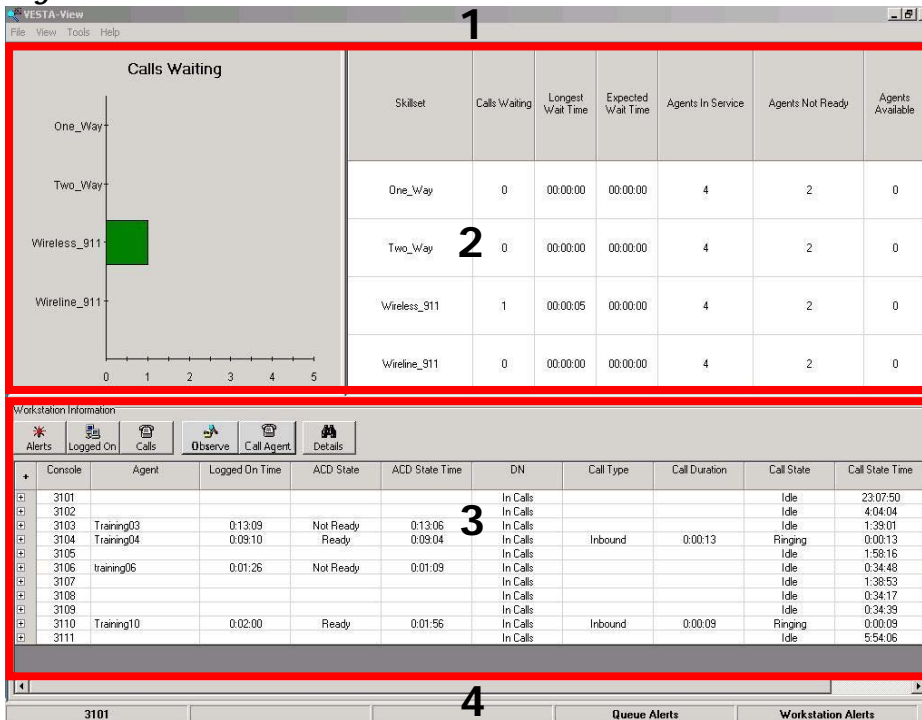 VESTA-View
1
File View Tools Help
Calls Waiting
One_Way
Two_Way
Wireless_911
Wireline_911
0 1 2 3 4 5
Skillset Calls Waiting Longest Wait Time Expected Wait Time Agents In Service Agents Not Ready Agents Available
One_Way 0 00:00:00 00:00:00 4 2 0
Two_Way 2 0 00:00:00 00:00:00 4 2 0
Wireless_911 1 00:00:05 00:00:00 4 2 0
Wireline_911 0 00:00:00 00:00:00 4 2 0
Workstation Information
Alerts Logged On Calls Observe Call Agent Details
+ Console Agent Logged On Time ACD State ACD State Time DN Call Type Call Duration Call State Call State Time
3101 In Calls Idle 23:07:50
3102 In Calls Idle 4:04:04
3103 Training03 0:13:09 Not Ready 0:13:06 In Calls Idle 1:39:01
3
3104 Training04 0:09:10 Ready 0:09:04 In Calls Inbound 0:00:13 Ringing 0:00:13
3105 In Calls Idle 1:58:16
3106 training06 0:01:26 Not Ready 0:01:09 In Calls Idle 0:34:48
3107 In Calls Idle 1:38:53
3108 In Calls Idle 0:34:17
3109 In Calls Idle 0:34:39
3110 Training10 0:02:00 Ready 0:01:56 In Calls Inbound 0:00:09 Ringing 0:00:09
3111 In Calls Idle 5:54:06
4
3101 Queue Alerts Workstation Alerts